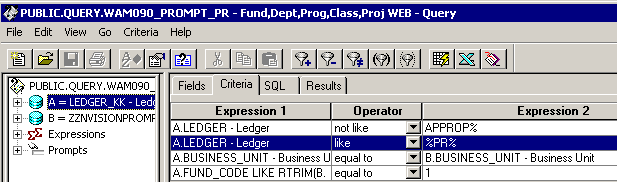 PUBLIC.QUERY.WAM090_PROMPT_PR - Fund,Dept,Prog,Class,Proj WEB - Query
File Edit View Go Criteria Help
PUBLIC.QUERY.WAM090_
A = LEDGER_KK - Ledg
B = ZZNVISIONPROMP
Expressions
Prompts
Fields Criteria SQL Results
Expression 1 Operator Expression 2
A.LEDGER - Ledger not like APPROP%
A.LEDGER - Ledger like %PR%
A.BUSINESS_UNIT - Business U equal to B.BUSINESS_UNIT - Business Unit
A.FUND_CODE LIKE RTRIM(B. equal to 1